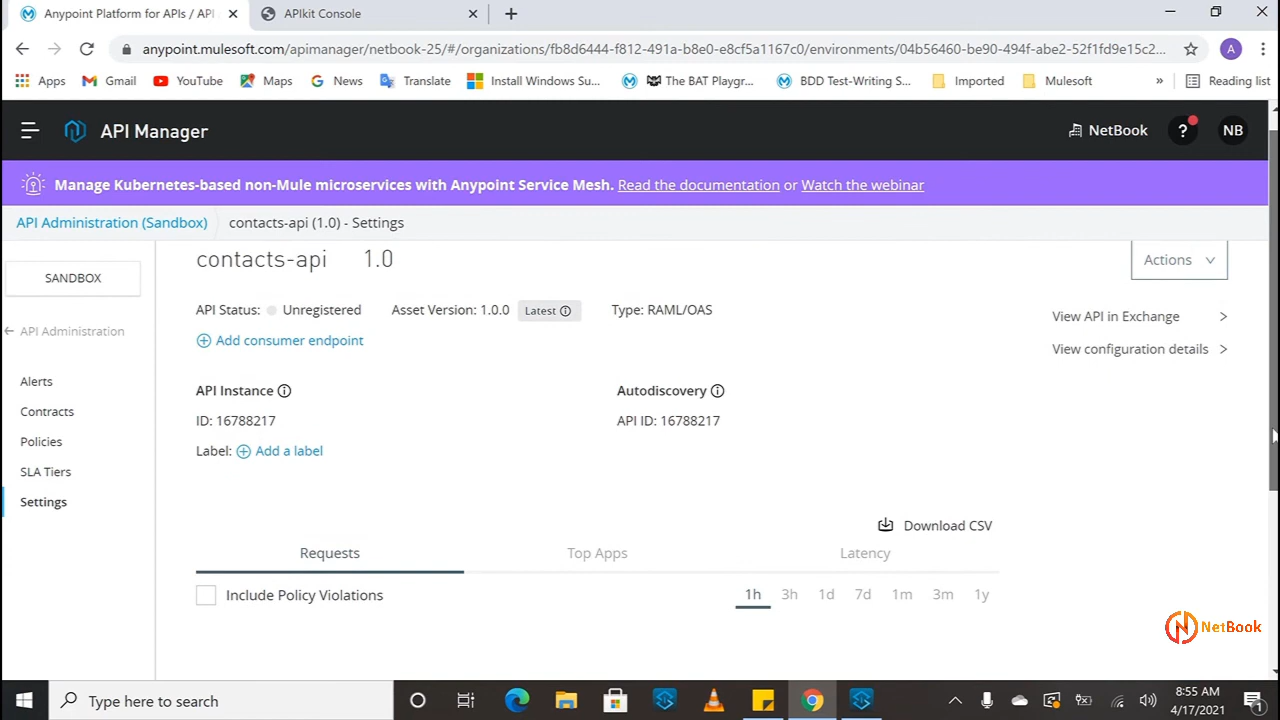 Anypoint Platform for APIs / API
APIkit Console
anypoint.mulesoft.com/apimanager/netbook-25/#/organizations/fb8d6444-f812-491a-b8e0-e8cf5a1167c0/environments/04b56460-be90-494f-abe2-52f1fd9e15c2...
A
Apps
Gmail
YouTube
Maps
News
Translate
Install Windows Su...
The BAT Playgr...
BDD Test-Writing S...
Imported
Mulesoft
»
Reading list
API Manager
NetBook
?
NB
Manage Kubernetes-based non-Mule microservices with Anypoint Service Mesh. Read the documentation or Watch the webinar
API Administration (Sandbox)
contacts-api (1.0) - Settings
SANDBOX
API Administration
Alerts
Contracts
Policies
SLA Tiers
Settings
contacts-api 1.0
Actions
API Status: Unregistered
Asset Version: 1.0.0 Latest
Type: RAML/OAS
View API in Exchange
Add consumer endpoint
View configuration details
API Instance
Autodiscovery
ID: 16788217
API ID: 16788217
Label: Add a label
Download CSV
Requests
Top Apps
Latency
Include Policy Violations
1h 3h 1d 7d 1m 3m 1y
NetBook
Type here to search
8:55 AM
4/17/2021
1